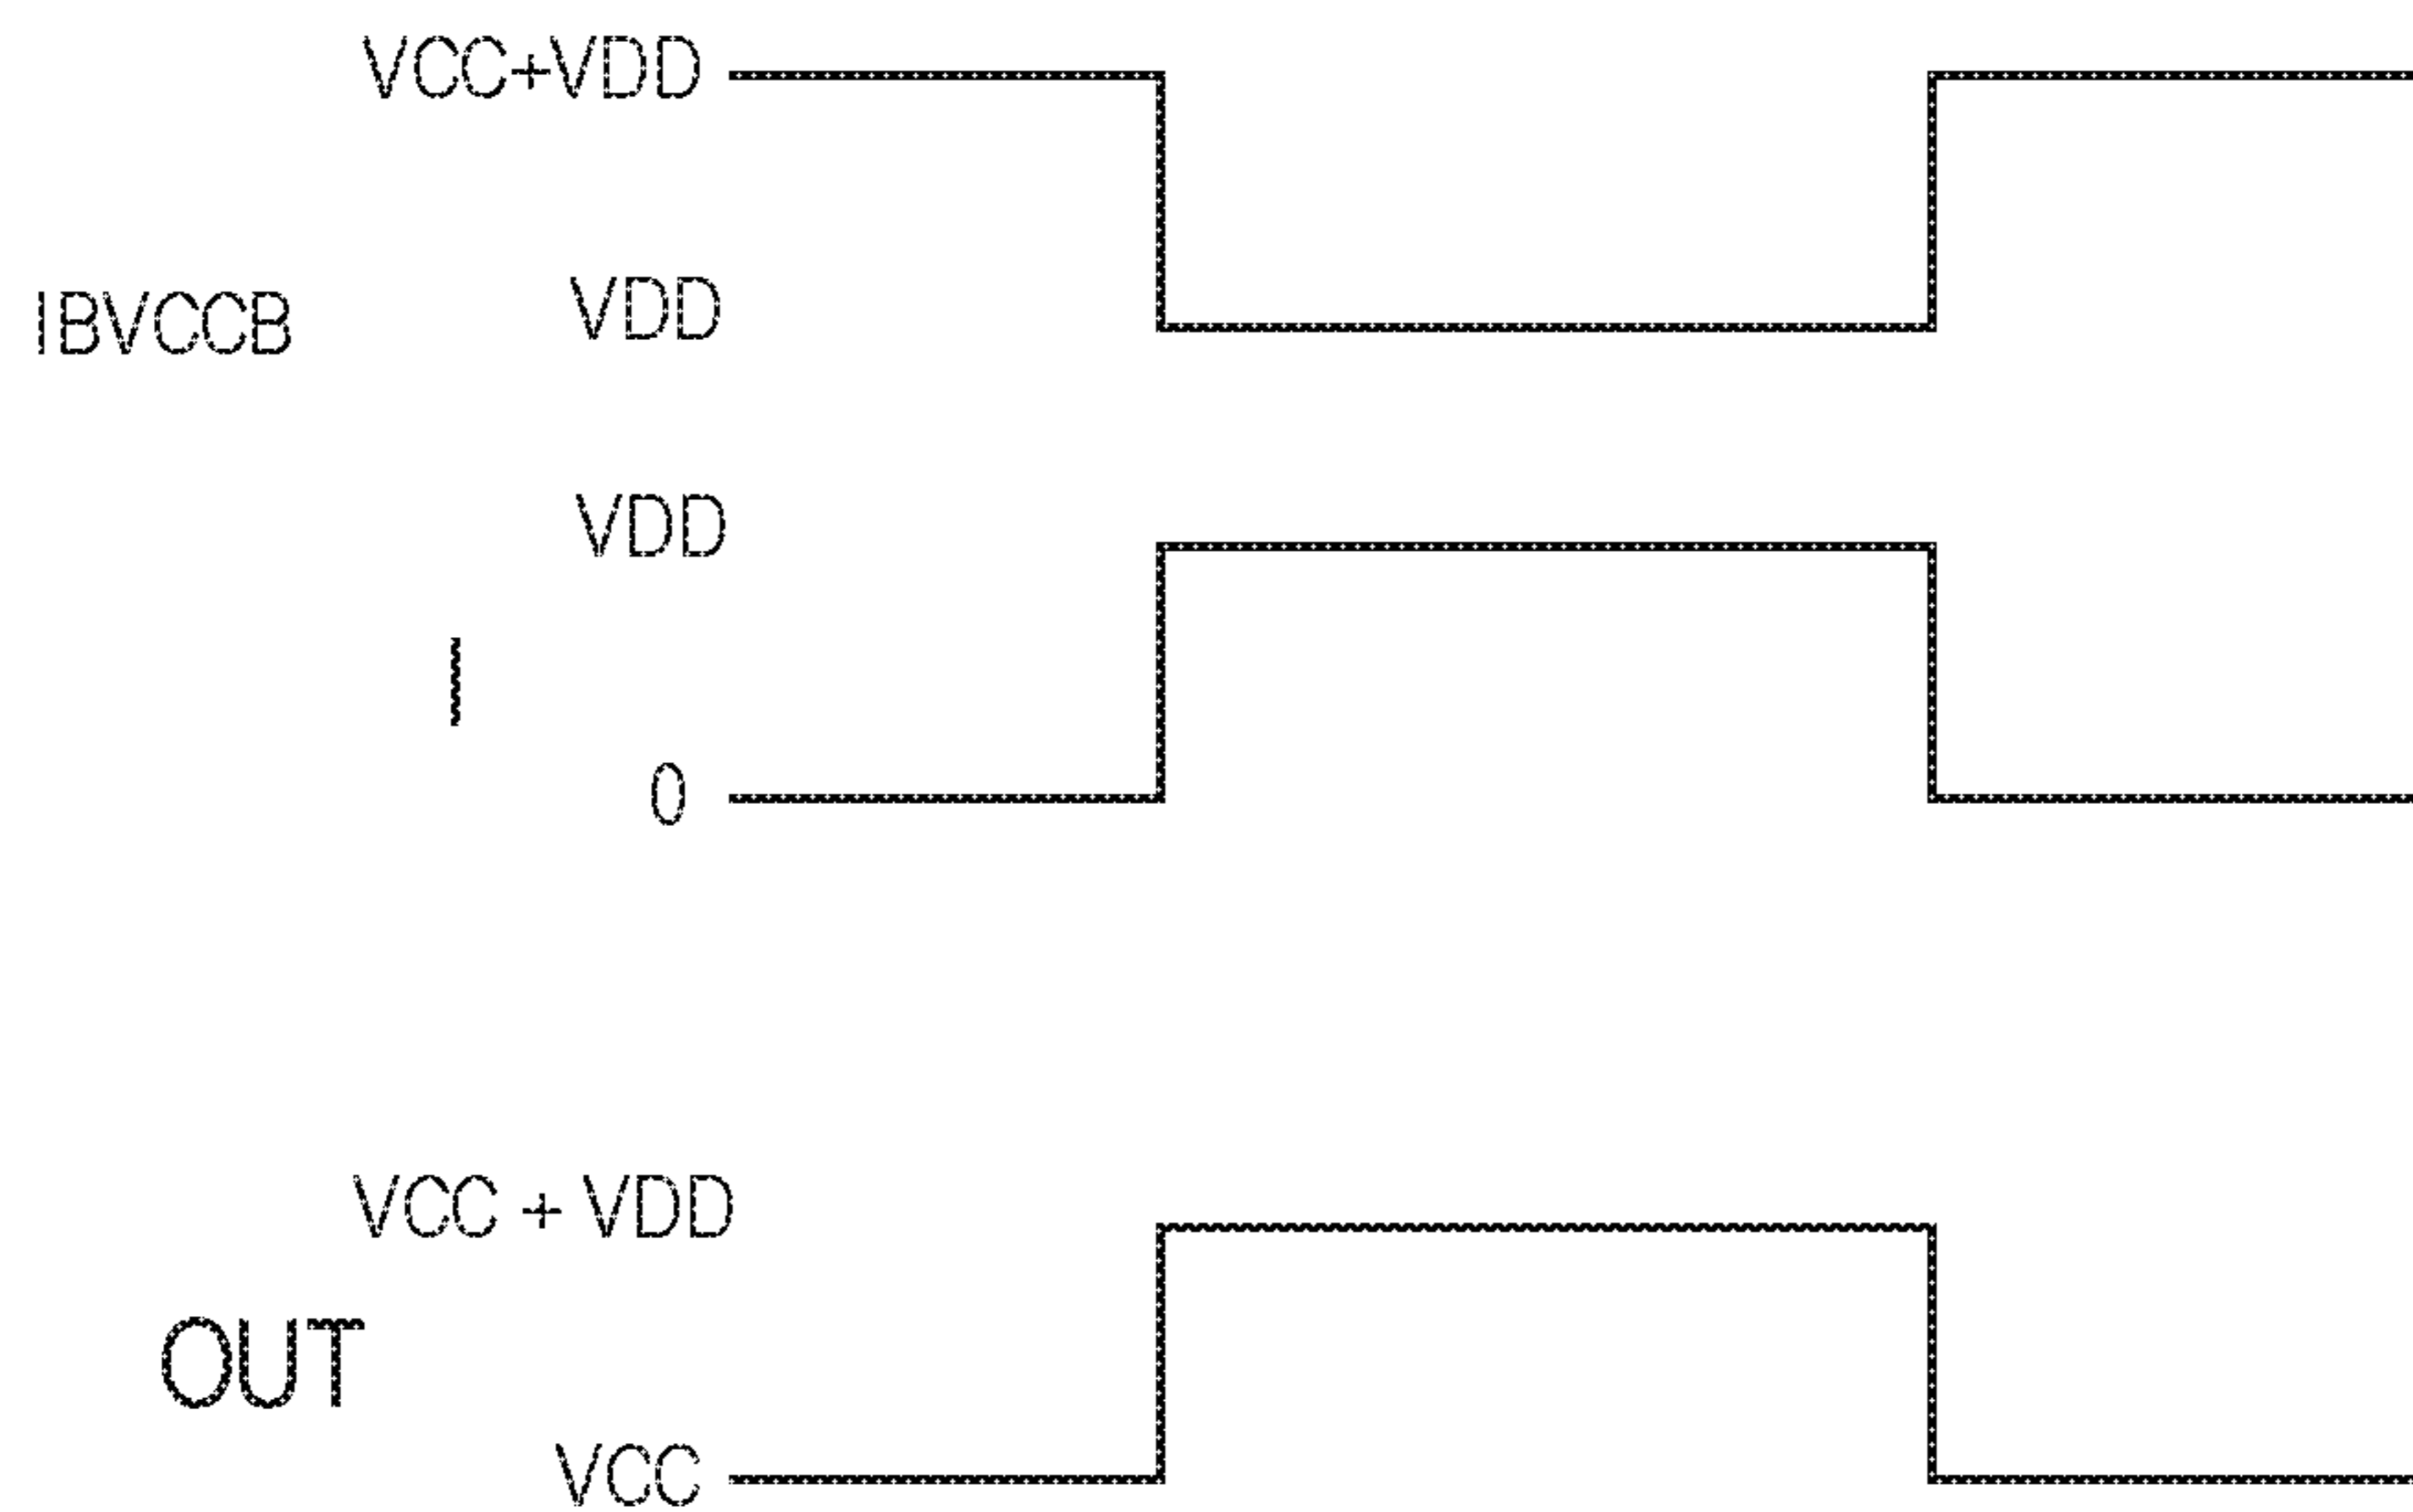 VCC+VDD
IBVCCB
VDD
VDD
I
0
VCC + VDD
OUT
VCC